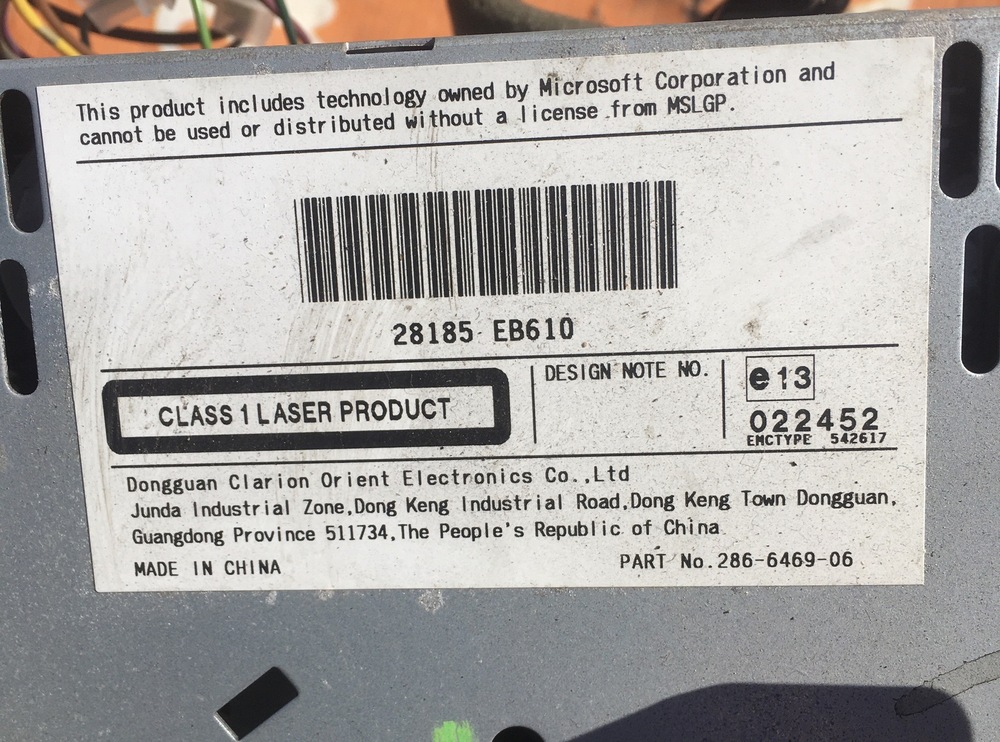 This product includes technology owned by Microsoft Corporation and
cannot be used or distributed without a license from MSLGP.
28185 EB610
CLASS 1 LASER PRODUCT
DESIGN NOTE NO.
e13
022452
EMCTYPE 542617
Dongguan Clarion Orient Electronics Co.,Ltd
Junda Industrial Zone,Dong Keng Industrial Road,Dong Keng Town Dongguan,
Guangdong Province 511734,The People's Republic of China
MADE IN CHINA
PART No.286-6469-06